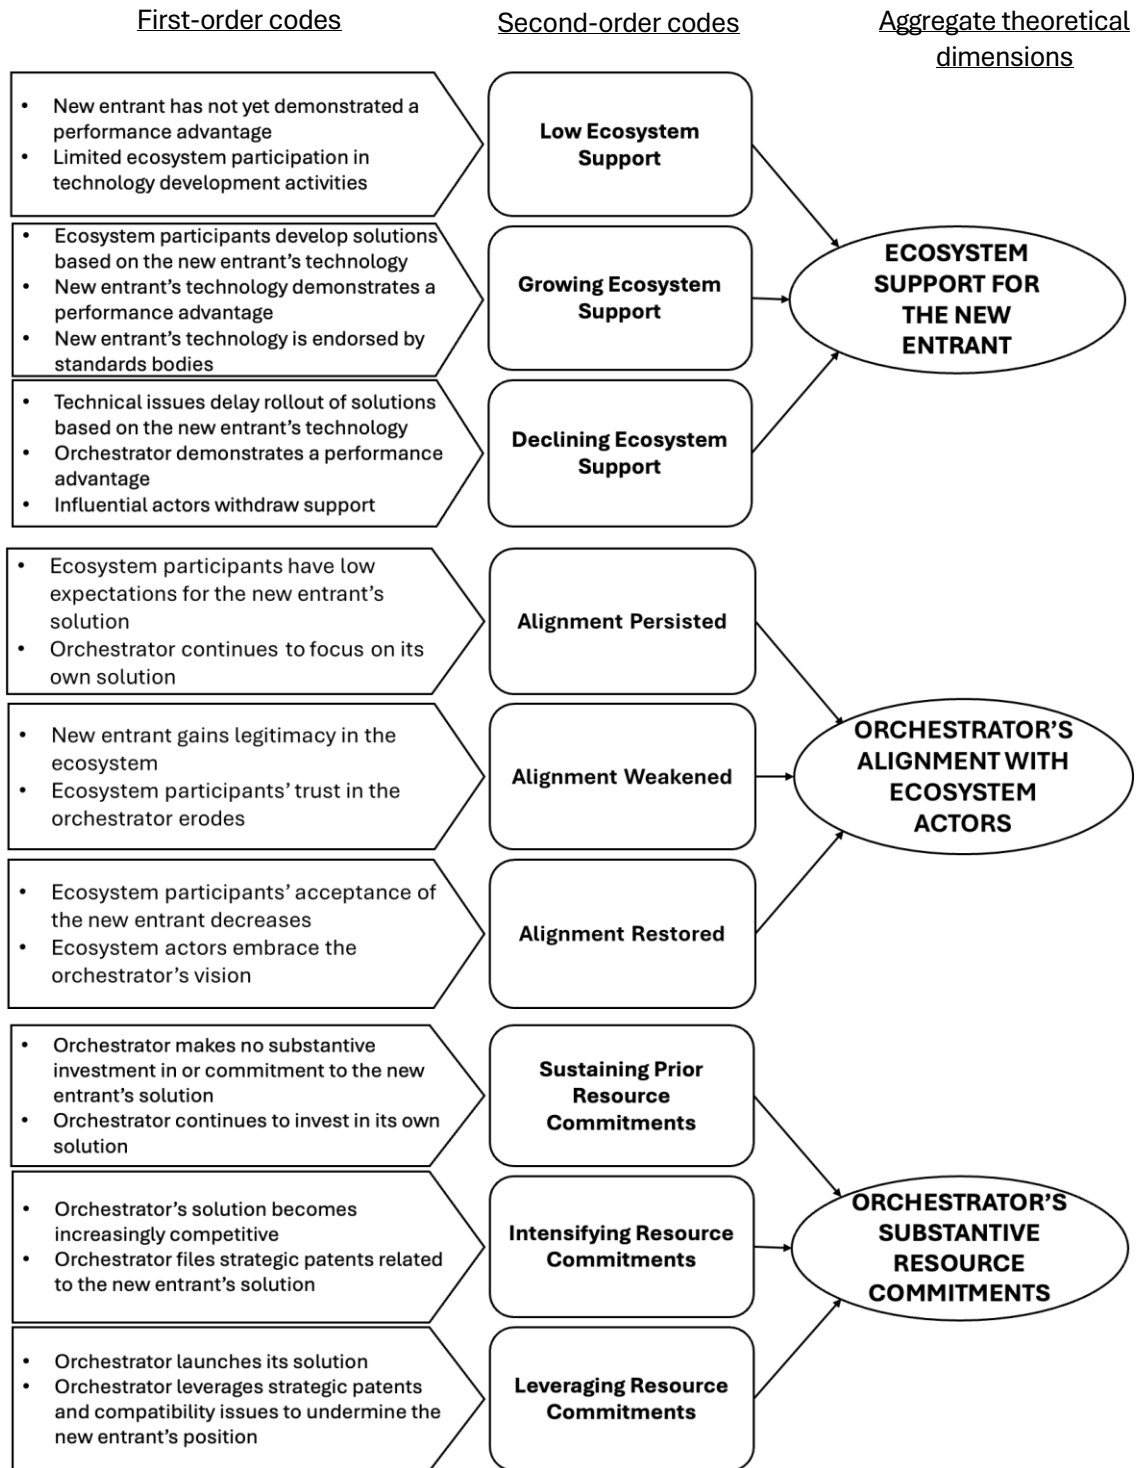 First-order codes
Second-order codes
Aggregate theoretical
dimensions
• New entrant has not yet demonstrated a
performance advantage
• Limited ecosystem participation in
technology development activities
Low Ecosystem
Support
• Ecosystem participants develop solutions
based on the new entrant's technology
• New entrant's technology demonstrates a
performance advantage
• New entrant's technology is endorsed by
standards bodies
Growing Ecosystem
Support
• Technical issues delay rollout of solutions
based on the new entrant's technology
• Orchestrator demonstrates a performance
advantage
• Influential actors withdraw support
Declining Ecosystem
Support
ECOSYSTEM
SUPPORT FOR
THE NEW
ENTRANT
• Ecosystem participants have low
expectations for the new entrant's
solution
• Orchestrator continues to focus on its
own solution
Alignment Persisted
• New entrant gains legitimacy in the
ecosystem
• Ecosystem participants' trust in the
orchestrator erodes
Alignment Weakened
• Ecosystem participants' acceptance of
the new entrant decreases
• Ecosystem actors embrace the
orchestrator's vision
Alignment Restored
ORCHESTRATOR'S
ALIGNMENT WITH
ECOSYSTEM
ACTORS
• Orchestrator makes no substantive
investment in or commitment to the new
entrant's solution
• Orchestrator continues to invest in its own
solution
Sustaining Prior
Resource
Commitments
• Orchestrator's solution becomes
increasingly competitive
• Orchestrator files strategic patents related
to the new entrant's solution
Intensifying Resource
Commitments
• Orchestrator launches its solution
• Orchestrator leverages strategic patents
and compatibility issues to undermine the
new entrant's position
Leveraging Resource
Commitments
ORCHESTRATOR'S
SUBSTANTIVE
RESOURCE
COMMITMENTS